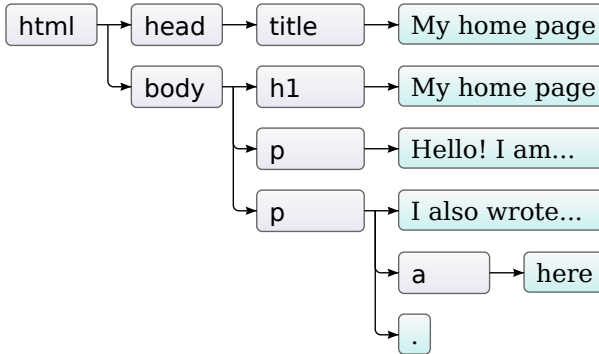 html head title My home page
body h1 My home page
p Hello! I am...
p I also wrote...
a here
.